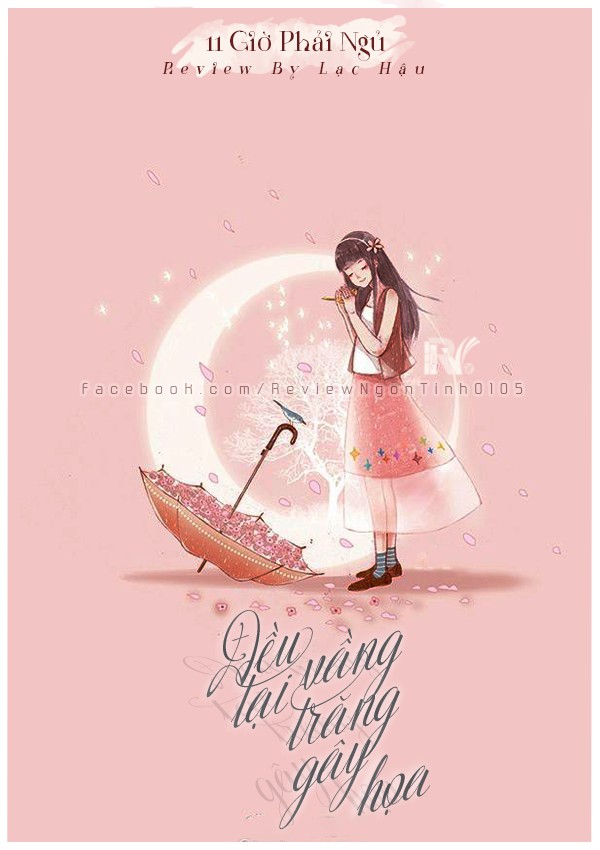 11 Giờ Phải Ngủ
Review By Lạc Hậu
RV.
facebook.com/ReviewNgonTinh0105
Đều
tại vầng
trăng
gây
họa